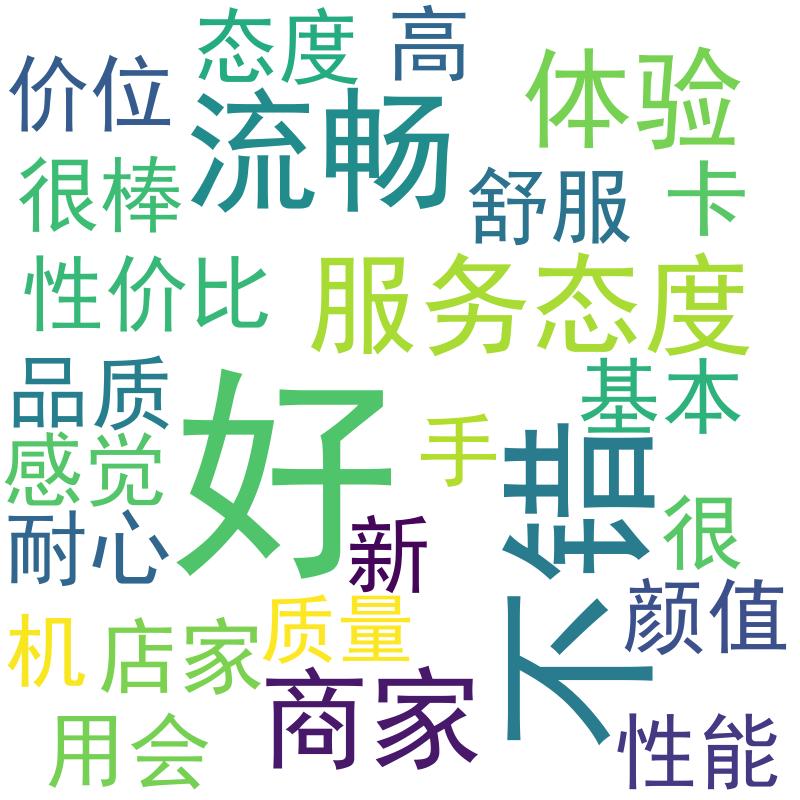 态度
高
价位
流畅
体验
很棒
舒服
卡
性价比
服务态度
品质
好
基本
手
不错
感觉
很
耐心
新
颜值
机
店家
质量
商家
用会
性能